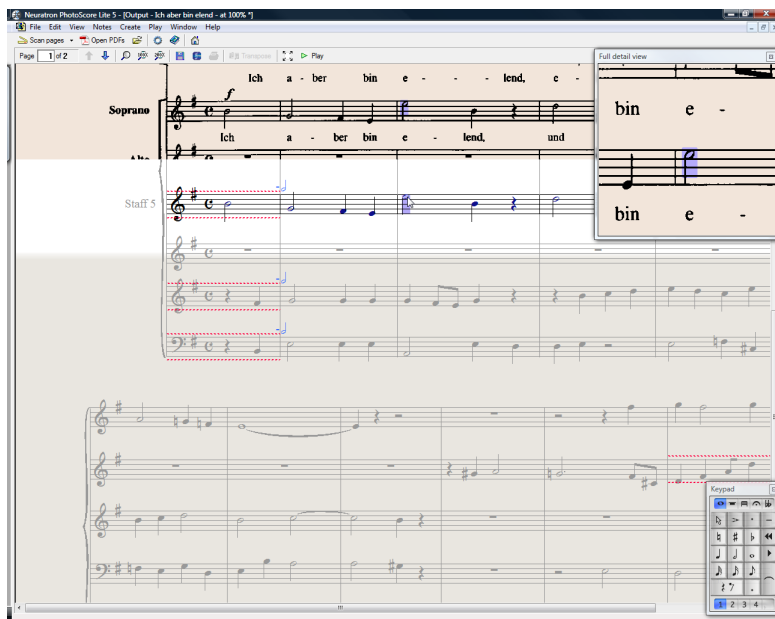 Neuratron PhotoScore Lite 5 - [Output - Ich aber bin elend - at 100% *]
File Edit View Notes Create Play Window Help
Scan pages Open PDFs
Page 1 of 2 Transpose Play
Full detail view
Ich a - ber bin e - - - lend, e -
Soprano f
Ich a - ber bin e - lend, und
Alto
bin e -
bin e -
Staff 5
Keypad
1 2 3 4